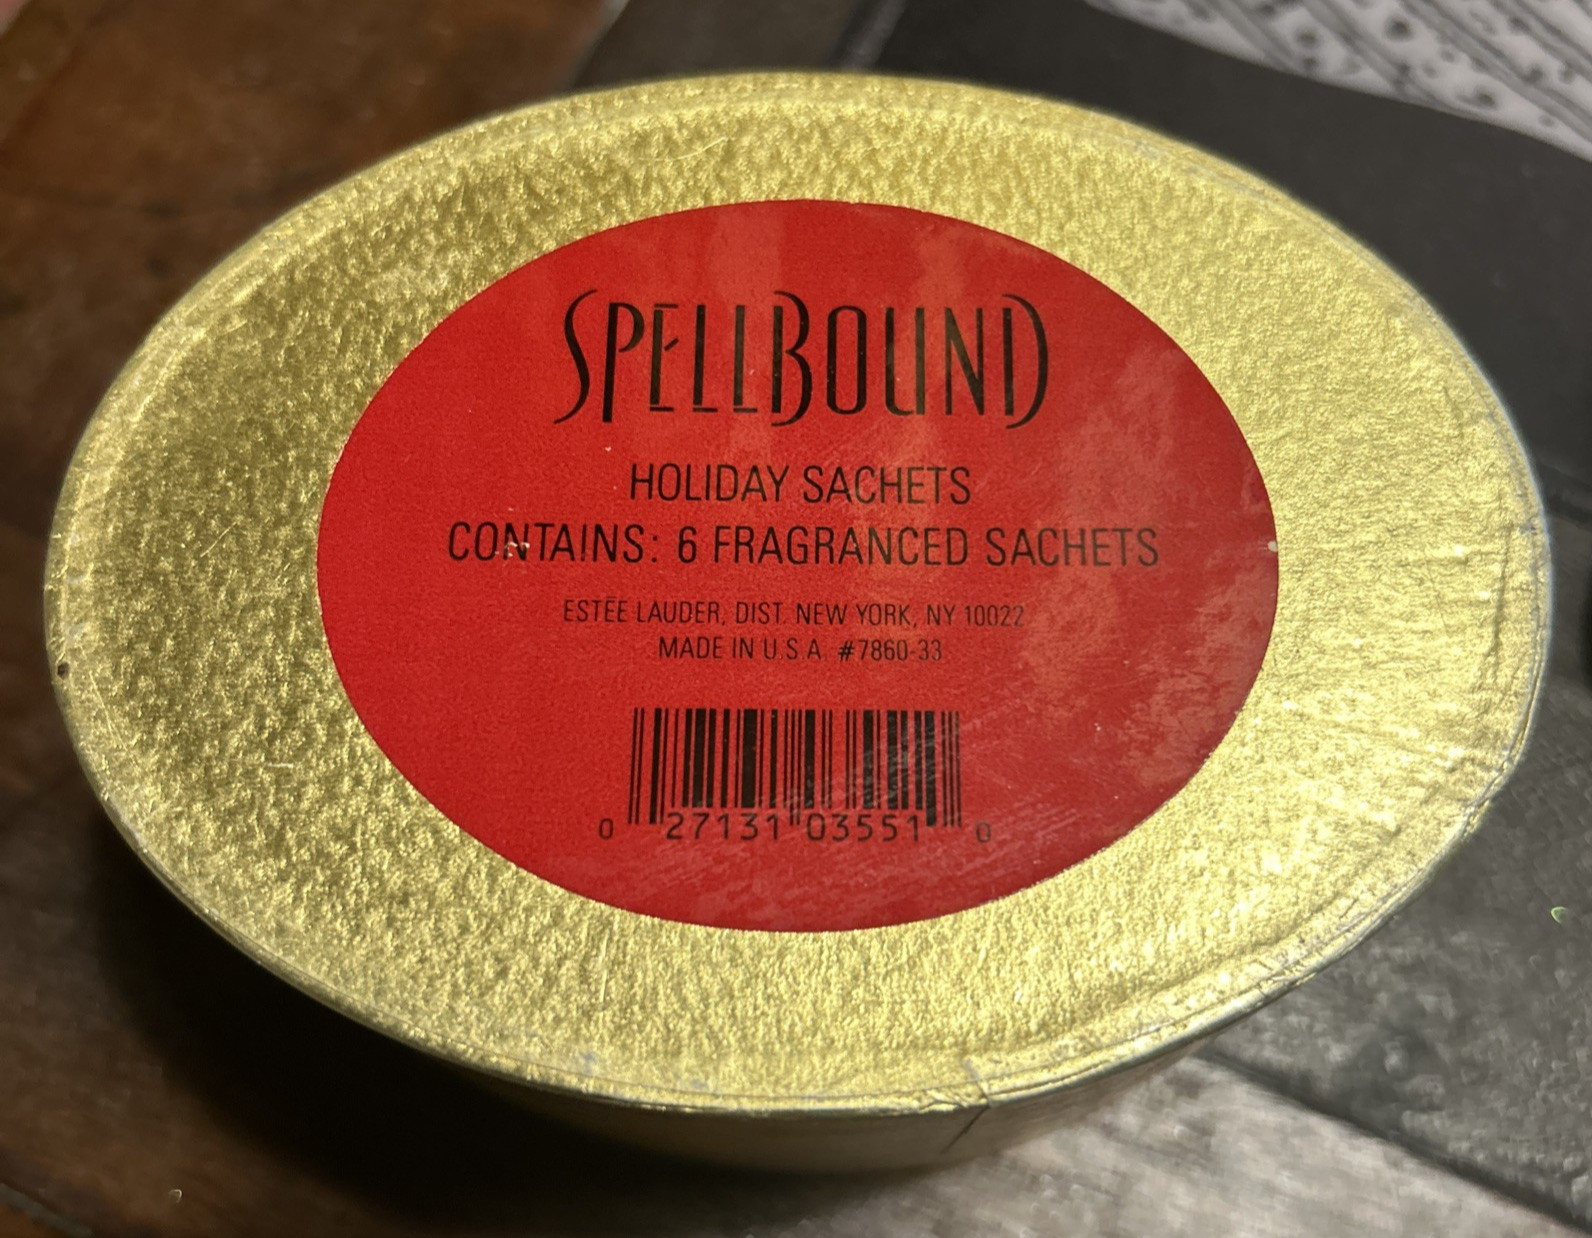 SPELLBOUND
HOLIDAY SACHETS
CONTAINS: 6 FRAGRANCED SACHETS
ESTĒE LAUDER, DIST. NEW YORK, NY 10022
MADE IN U.S.A. #7860-33
0 27131 03551 0